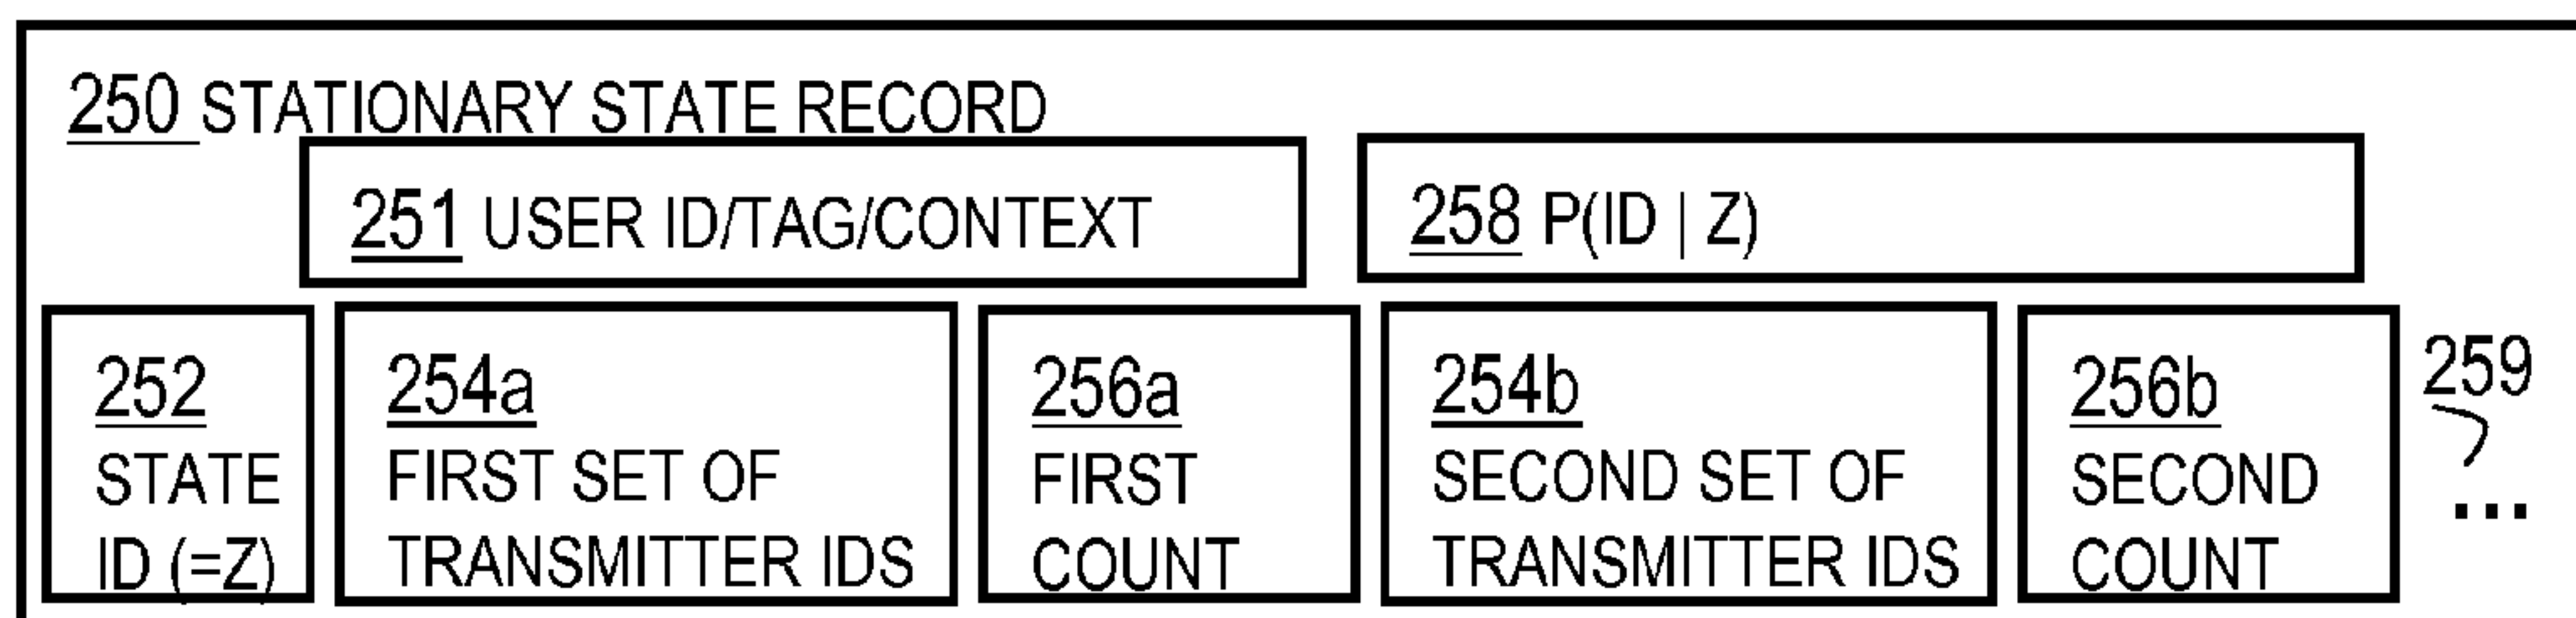 250 STATIONARY STATE RECORD
251 USER ID/TAG/CONTEXT
258 P(ID | Z)
252
STATE
ID (=Z)
254a
FIRST SET OF
TRANSMITTER IDS
256a
FIRST
COUNT
254b
SECOND SET OF
TRANSMITTER IDS
256b
SECOND
COUNT
259
...